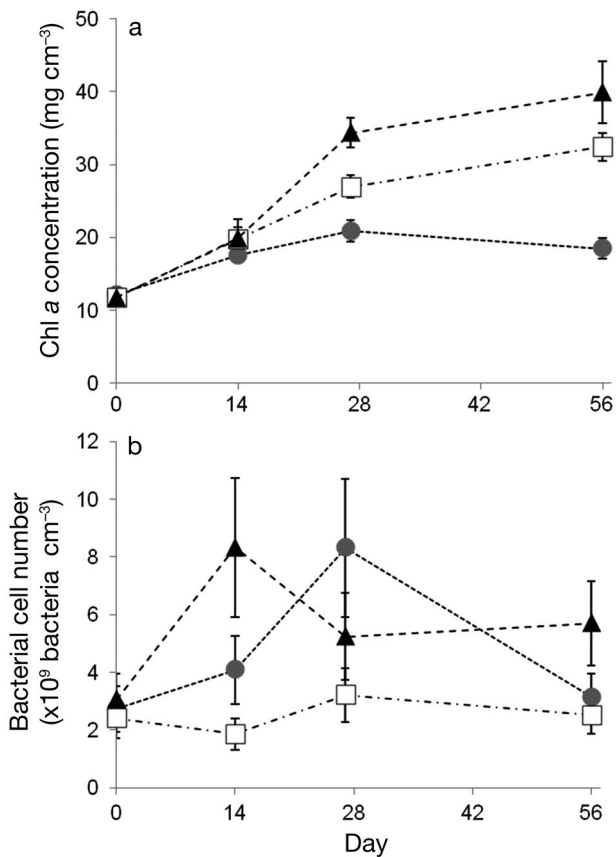 a
50
40
30
20
10
0
Chl a concentration (mg cm⁻³)
0 14 28 42 56
b
12
10
8
6
4
2
0
Bacterial cell number
(x10⁹ bacteria cm⁻³)
0 14 28 42 56
Day